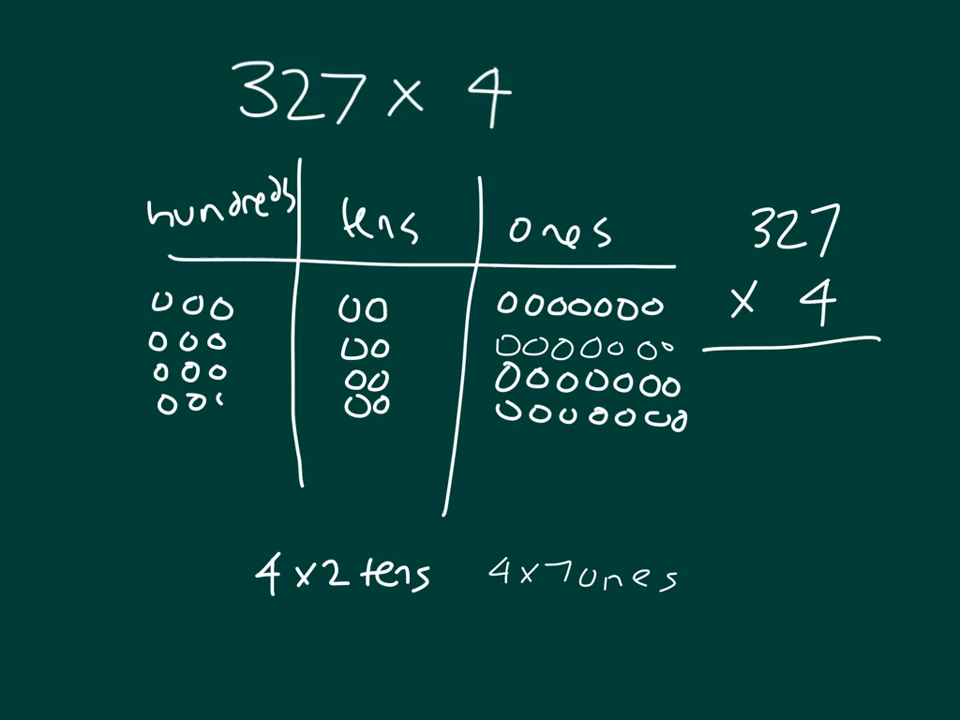 327 x 4
hundreds tens ones
327
x 4
4 x 2 tens 4 x 7 ones